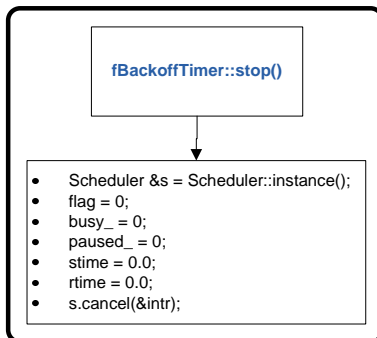 fBackoffTimer::stop()
• Scheduler &s = Scheduler::instance();
• flag = 0;
• busy_ = 0;
• paused_ = 0;
• stime = 0.0;
• rtime = 0.0;
• s.cancel(&intr);